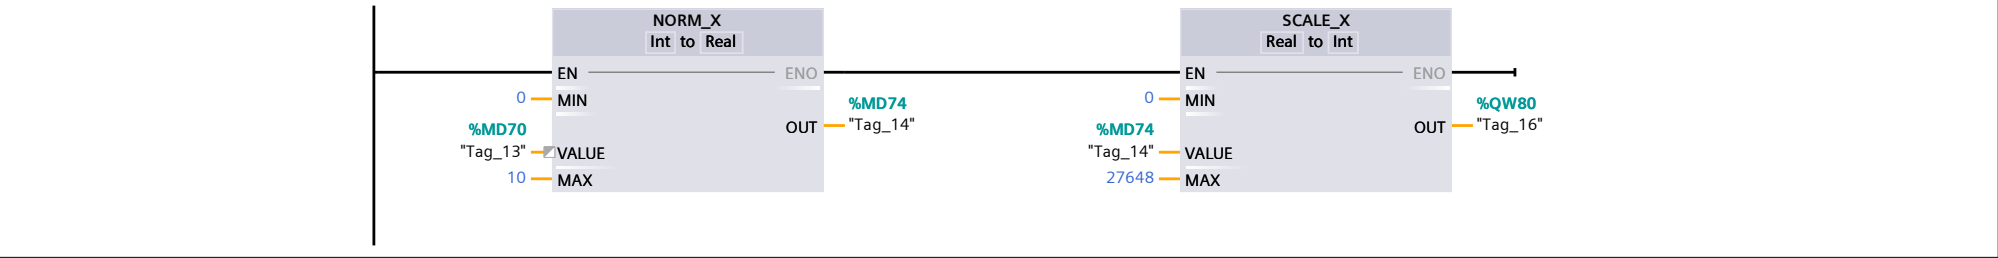 NORM_X
Int to Real
EN
ENO
0
MIN
%MD70
"Tag_13"
VALUE
10
MAX
OUT
%MD74
"Tag_14"
SCALE_X
Real to Int
EN
ENO
0
MIN
%MD74
"Tag_14"
VALUE
27648
MAX
OUT
%QW80
"Tag_16"